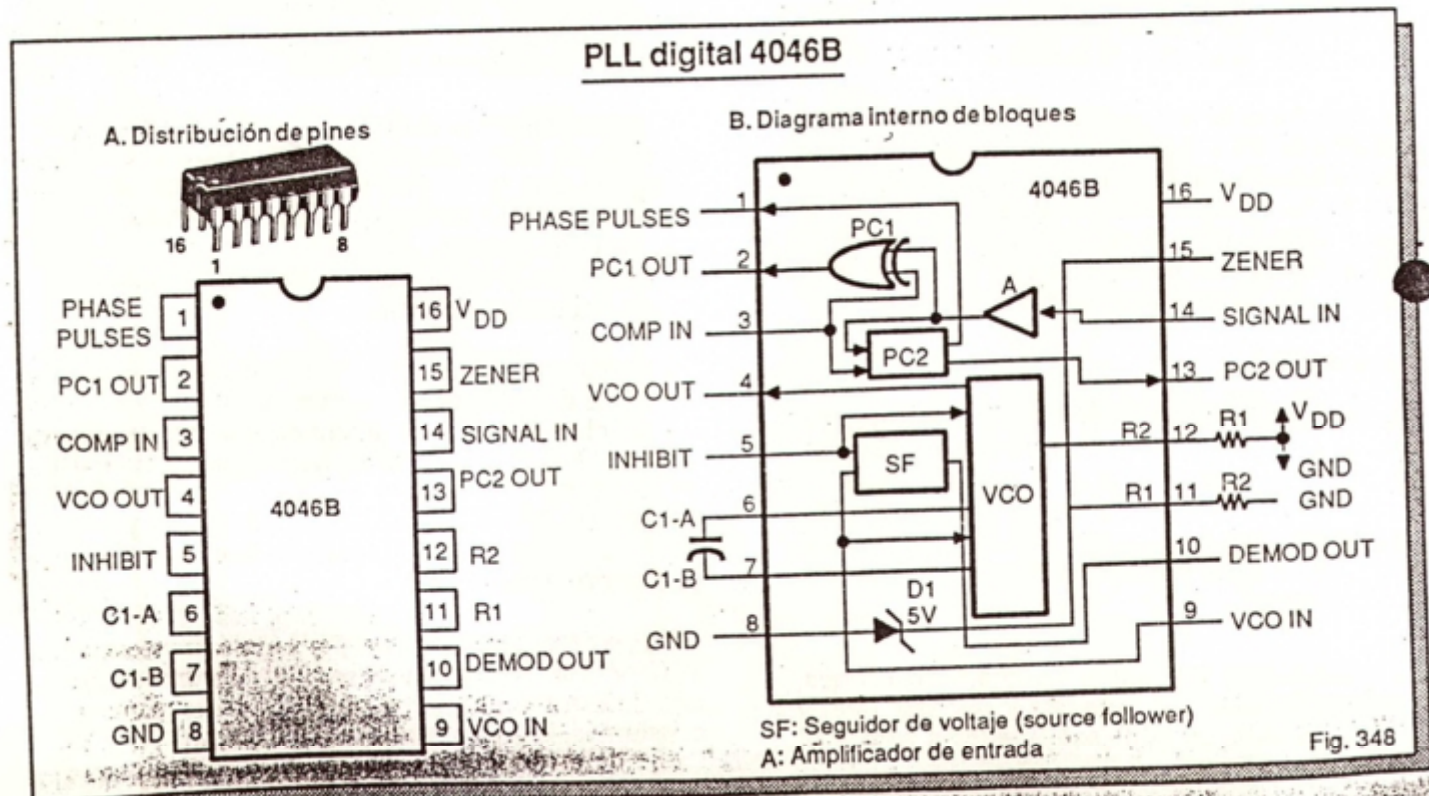 PLL digital 4046B
A. Distribución de pines
16
8
1
PHASE
PULSES
1
PC1 OUT
2
COMP IN
3
VCO OUT
4
INHIBIT
5
C1-A
6
C1-B
7
GND
8
4046B
16
VDD
15
ZENER
14
SIGNAL IN
13
PC2 OUT
12
R2
11
R1
10
DEMOD OUT
9
VCO IN
B. Diagrama interno de bloques
4046B
PHASE PULSES
1
PC1 OUT
2
COMP IN
3
VCO OUT
4
INHIBIT
5
C1-A
6
C1-B
7
GND
8
PC1
A
PC2
SF
VCO
D1
5V
16
VDD
15
ZENER
14
SIGNAL IN
13
PC2 OUT
R2
12
R1
VDD
GND
R1
11
R2
GND
10
DEMOD OUT
9
VCO IN
SF: Seguidor de voltaje (source follower)
A: Amplificador de entrada
Fig. 348